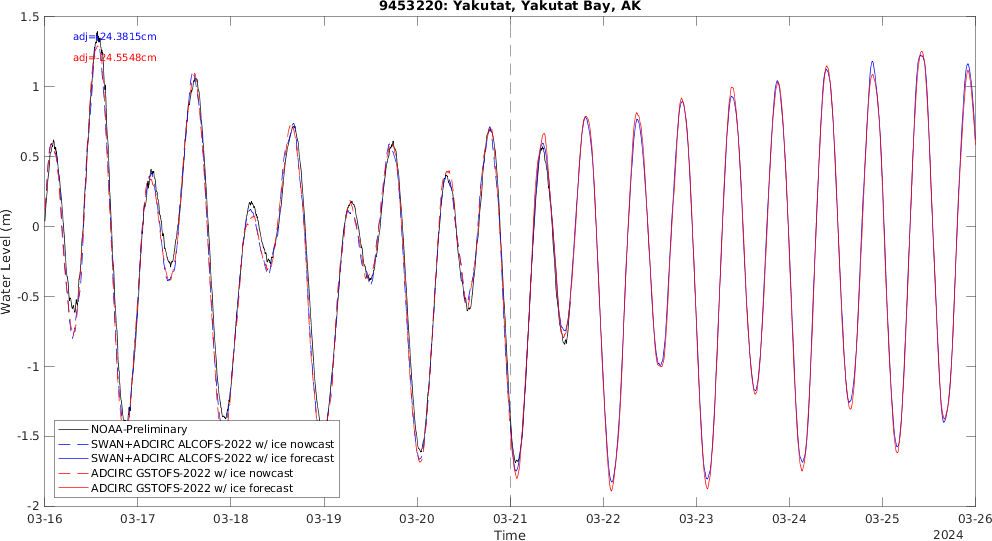 9453220: Yakutat, Yakutat Bay, AK
1.5
1
0.5
0
-0.5
-1
-1.5
-2
Water Level (m)
adj=-24.3815cm
adj=-24.5548cm
NOAA-Preliminary
SWAN+ADCIRC ALCOFS-2022 w/ ice nowcast
SWAN+ADCIRC ALCOFS-2022 w/ ice forecast
ADCIRC GSTOFS-2022 w/ ice nowcast
ADCIRC GSTOFS-2022 w/ ice forecast
03-16 03-17 03-18 03-19 03-20 03-21 03-22 03-23 03-24 03-25 03-26
Time
2024